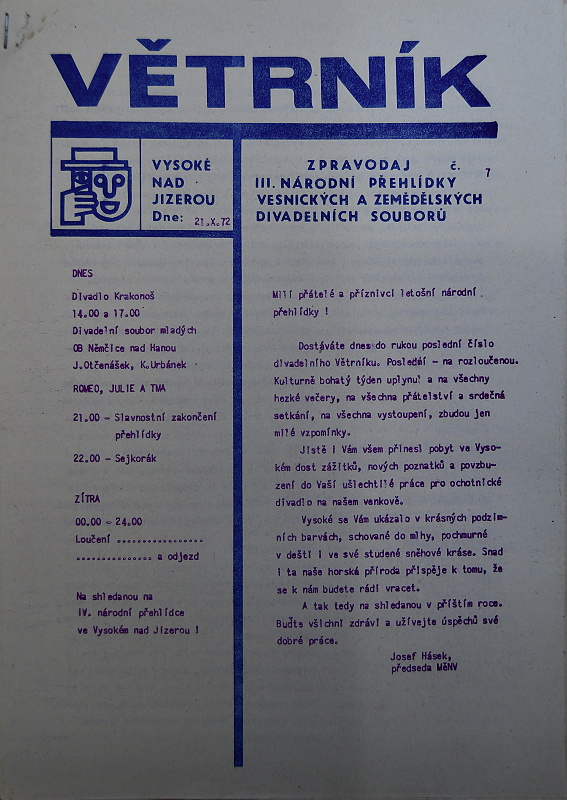 VĚTRNÍK
VYSOKÉ
NAD
JIZEROU
Dne: 21.X.72
ZPRAVODAJ č. 7
III. NÁRODNÍ PŘEHLÍDKY
VESNICKÝCH A ZEMĚDĚLSKÝCH
DIVADELNÍCH SOUBORŮ
DNES
Divadlo Krakonoš
14.00 a 17.00
Divadelní soubor mladých
OB Němčice nad Hanou
J.Otčenášek, K.Urbánek
ROMEO, JULIE A TMA
21.00 - Slavnostní zakončení
přehlídky
22.00 - Sejkorák
ZÍTRA
00.00 - 24.00
Loučení .................
............... a odjezd
Na shledanou na
IV. národní přehlídce
ve Vysokém nad Jizerou !
Milí přátelé a příznivci letošní národní
přehlídky !
Dostáváte dnes do rukou poslední číslo
divadelního Větrníku. Poslední - na rozloučenou.
Kulturně bohatý týden uplynul a na všechny
hezké večery, na všechna přátelství a srdečná
setkání, na všechna vystoupení, zbudou jen
milé vzpomínky.
Jistě i Vám všem přinesl pobyt ve Vyso-
kém dost zážitků, nových poznatků a povzbu-
zení do Vaší ušlechtilé práce pro ochotnické
divadlo na našem venkově.
Vysoké se Vám ukázalo v krásných podzim-
ních barvách, schované do mlhy, pochmurné
v dešti i ve své studené sněhové kráse. Snad
i ta naše horská příroda přispěje k tomu, že
se k nám budete rádi vracet.
A tak tedy na shledanou v příštím roce.
Buďte všichni zdrávi a užívejte úspěchů své
dobré práce.
Josef Hásek,
předseda MěNV